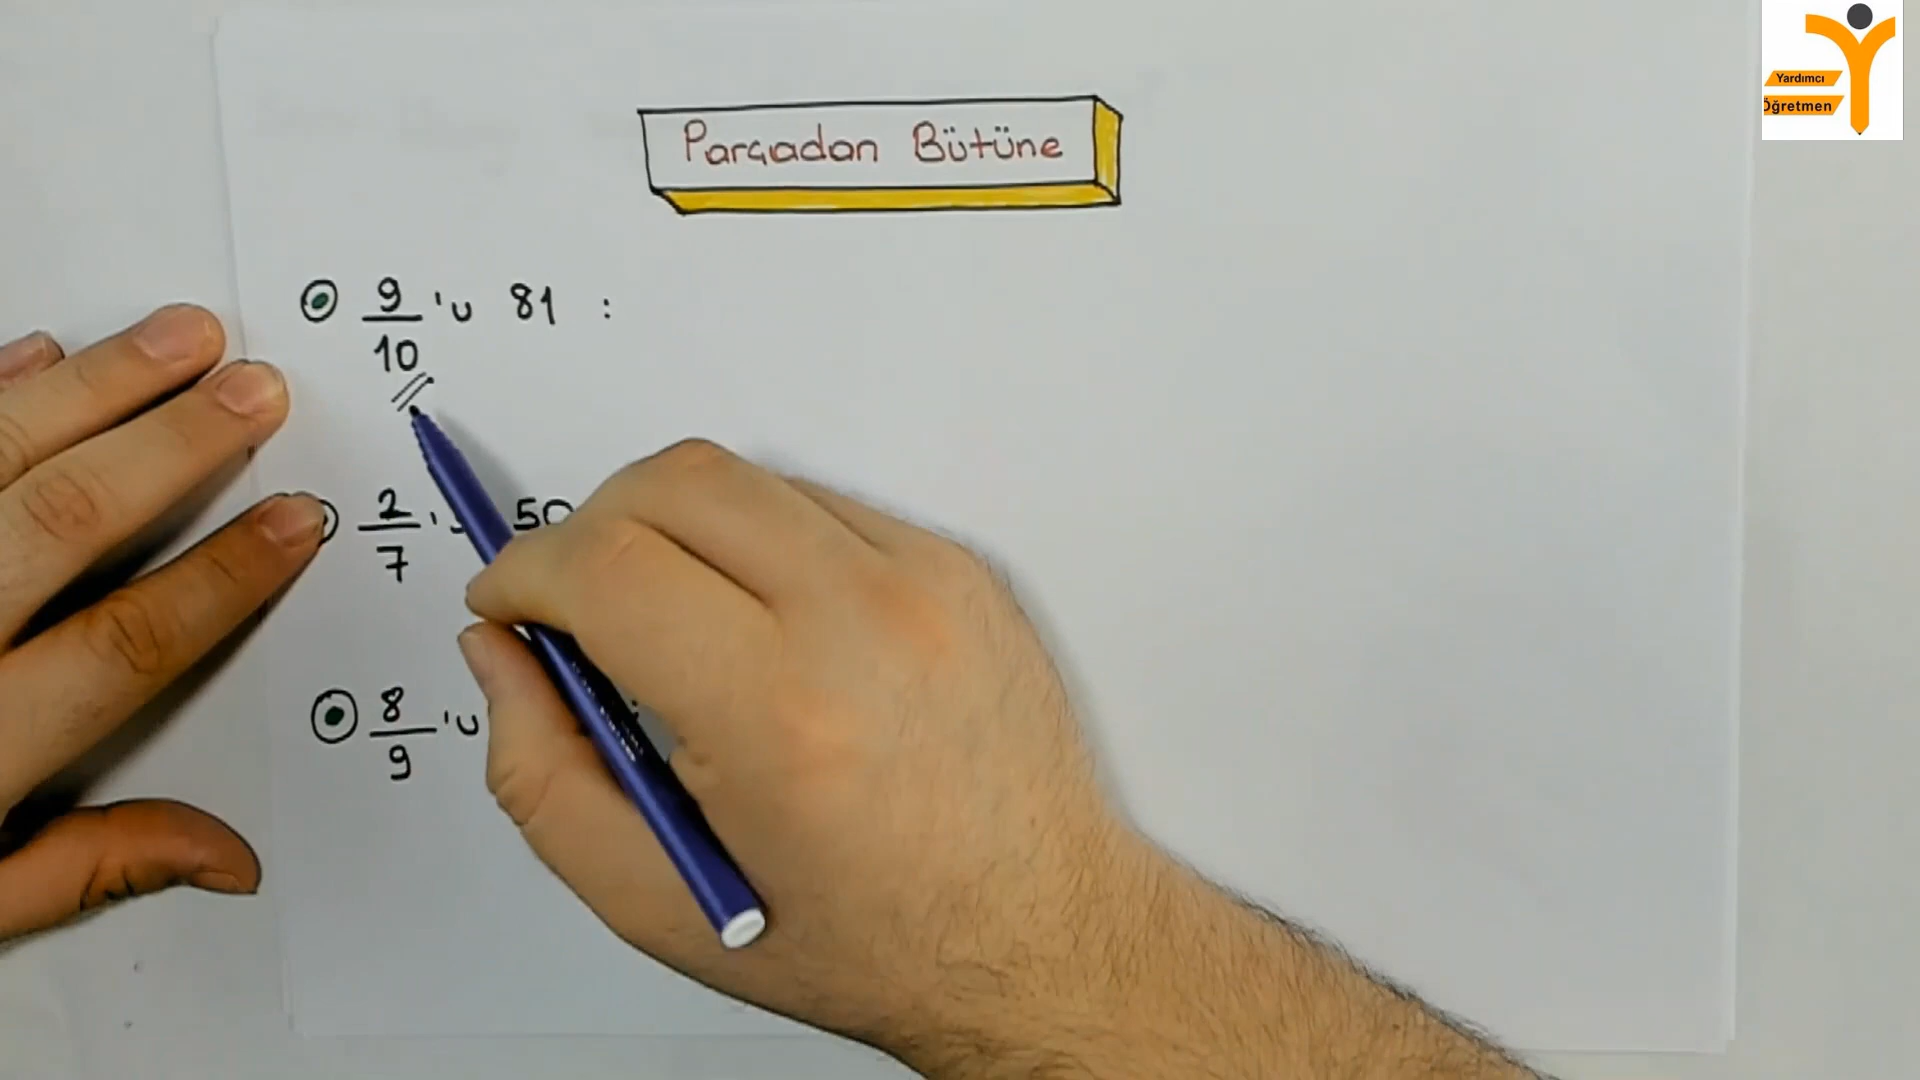 Yardımcı
Öğretmen
Parçadan Bütüne
9/10 'u 81 :
2/7 50
8/9 'u :